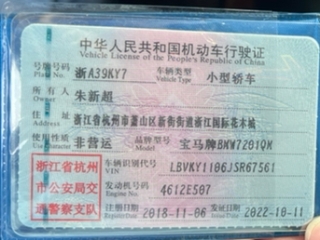 中华人民共和国机动车行驶证
Vehicle License of the People's Republic of China
号牌号码 浙A39KY7 车辆类型 小型轿车
Plate No. Vehicle Type
所有人 朱新超
Owner
住址 浙江省杭州市萧山区新街街道浙江国际花木城
Address
使用性质 非营运 品牌型号 宝马牌BMW7201QM
Use Character Model
浙江省杭州
市公安局交
通警察支队
车辆识别代号 LBVKY1106JSR67561
VIN
发动机号码 4612E507
Engine No.
注册日期 2018-11-06 发证日期 2022-10-11
Register Date Issue Date